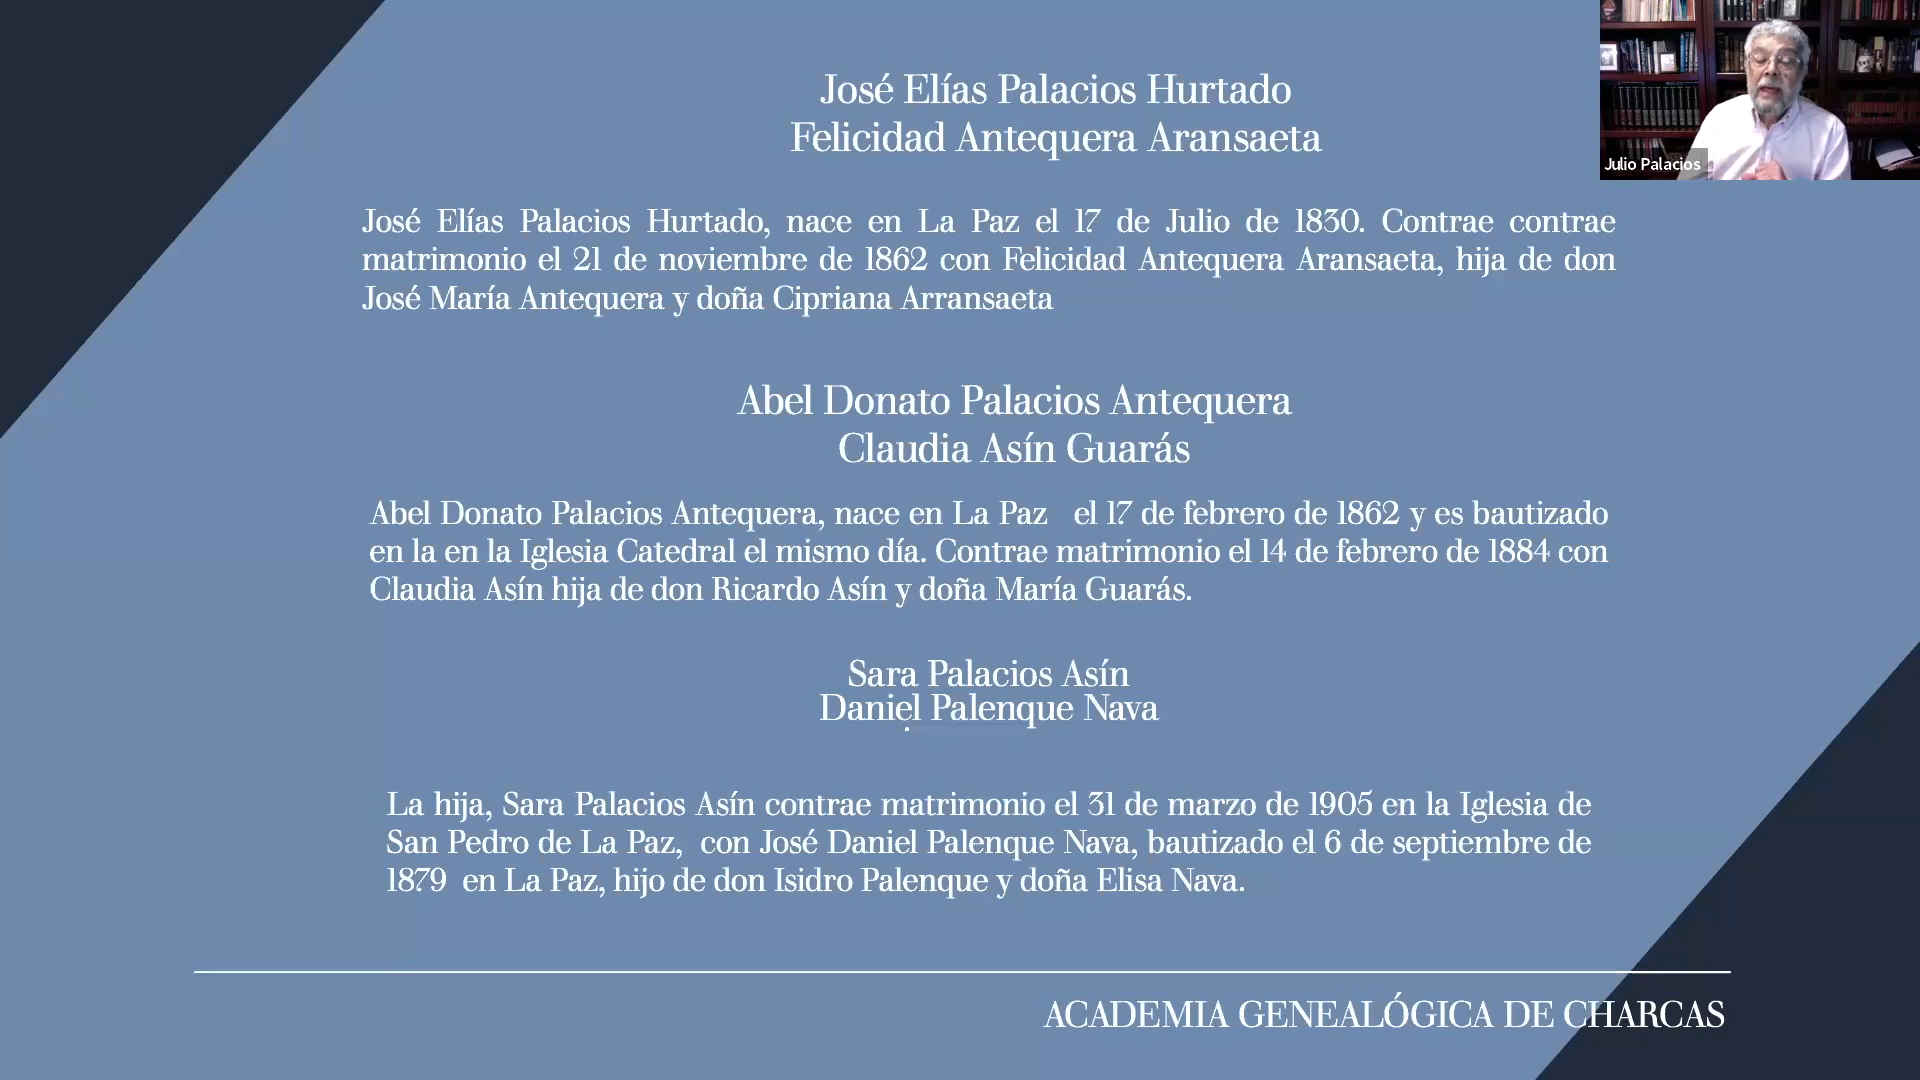 José Elías Palacios Hurtado
Felicidad Antequera Aransaeta
Julio Palacios
José Elías Palacios Hurtado, nace en La Paz el 17 de Julio de 1830. Contrae contrae
matrimonio el 21 de noviembre de 1862 con Felicidad Antequera Aransaeta, hija de don
José María Antequera y doña Cipriana Arransaeta
Abel Donato Palacios Antequera
Claudia Asín Guarás
Abel Donato Palacios Antequera, nace en La Paz el 17 de febrero de 1862 y es bautizado
en la en la Iglesia Catedral el mismo día. Contrae matrimonio el 14 de febrero de 1884 con
Claudia Asín hija de don Ricardo Asín y doña María Guarás.
Sara Palacios Asín
Daniel Palenque Nava
.
La hija, Sara Palacios Asín contrae matrimonio el 31 de marzo de 1905 en la Iglesia de
San Pedro de La Paz, con José Daniel Palenque Nava, bautizado el 6 de septiembre de
1879 en La Paz, hijo de don Isidro Palenque y doña Elisa Nava.
ACADEMIA GENEALÓGICA DE CHARCAS